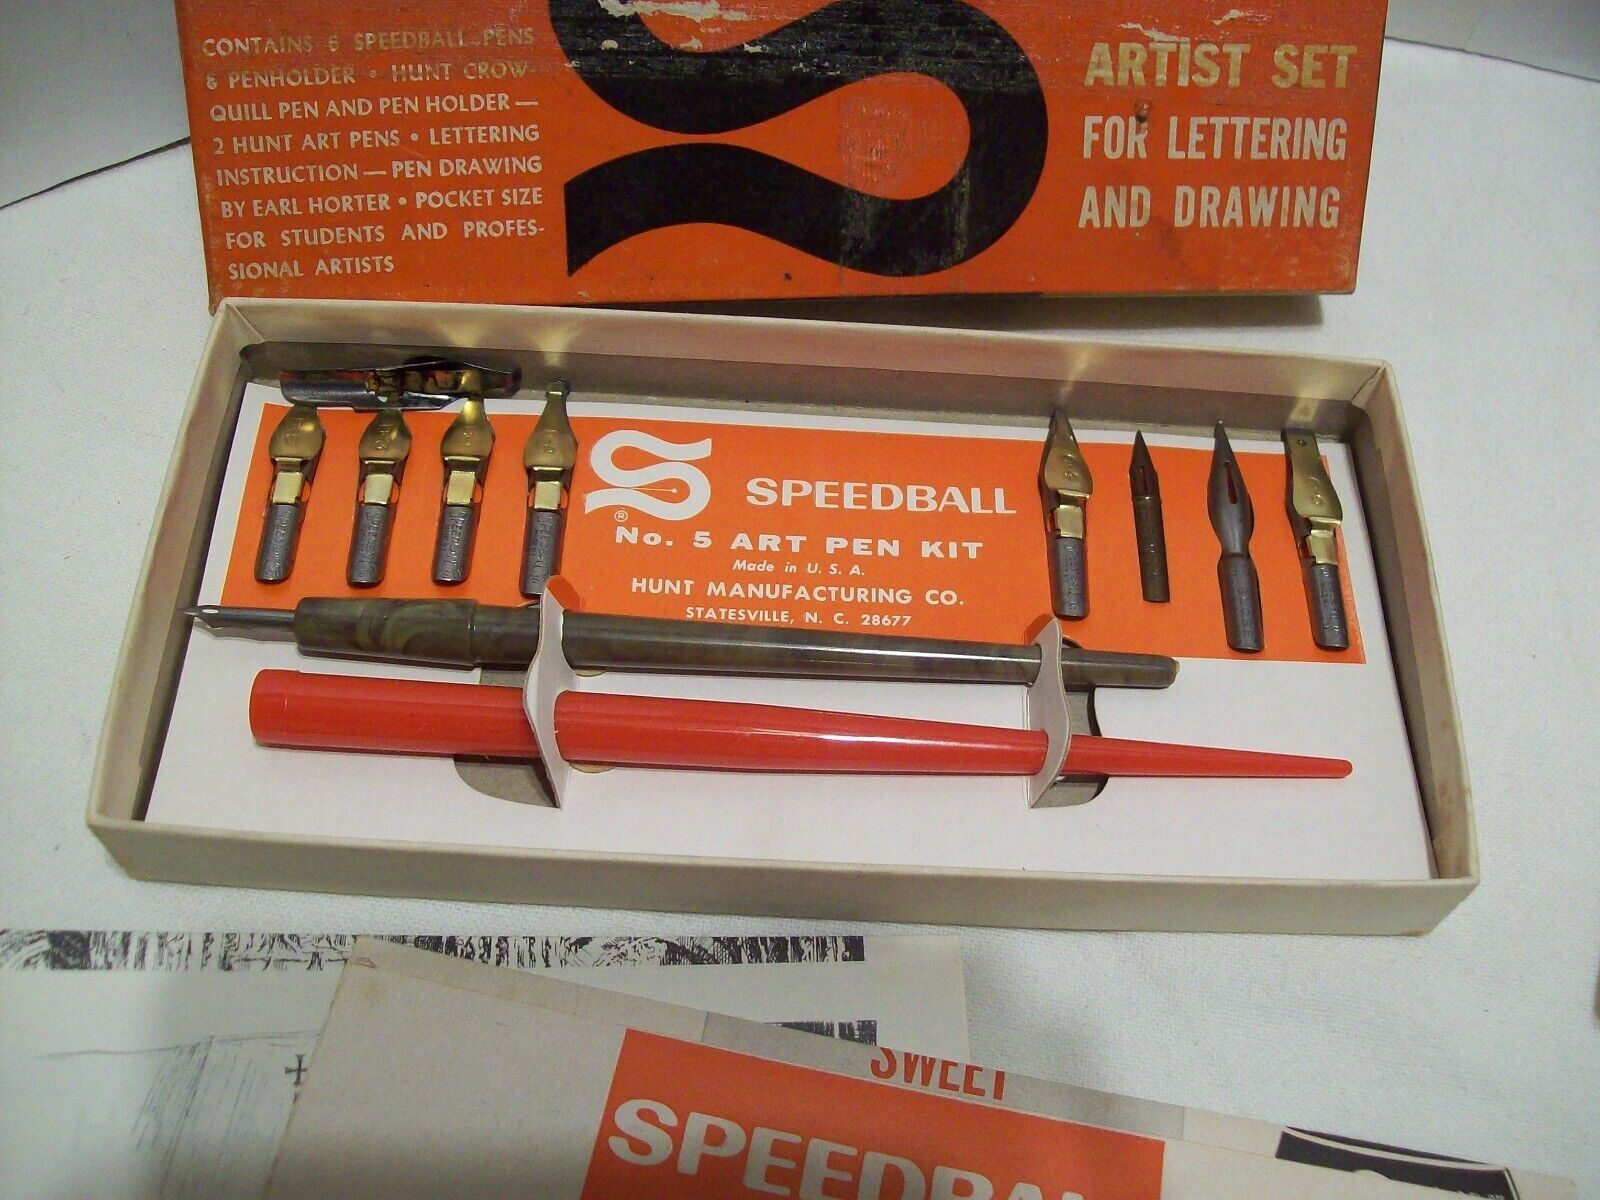 CONTAINS 6 SPEEDBALL PENS
& PENHOLDER • HUNT CROW-
QUILL PEN AND PEN HOLDER —
2 HUNT ART PENS • LETTERING
INSTRUCTION — PEN DRAWING
BY EARL HORTER • POCKET SIZE
FOR STUDENTS AND PROFES-
SIONAL ARTISTS
ARTIST SET
FOR LETTERING
AND DRAWING
SPEEDBALL
®
No. 5 ART PEN KIT
Made in U. S. A.
HUNT MANUFACTURING CO.
STATESVILLE, N. C. 28677
SWEET
SPEEDBAL